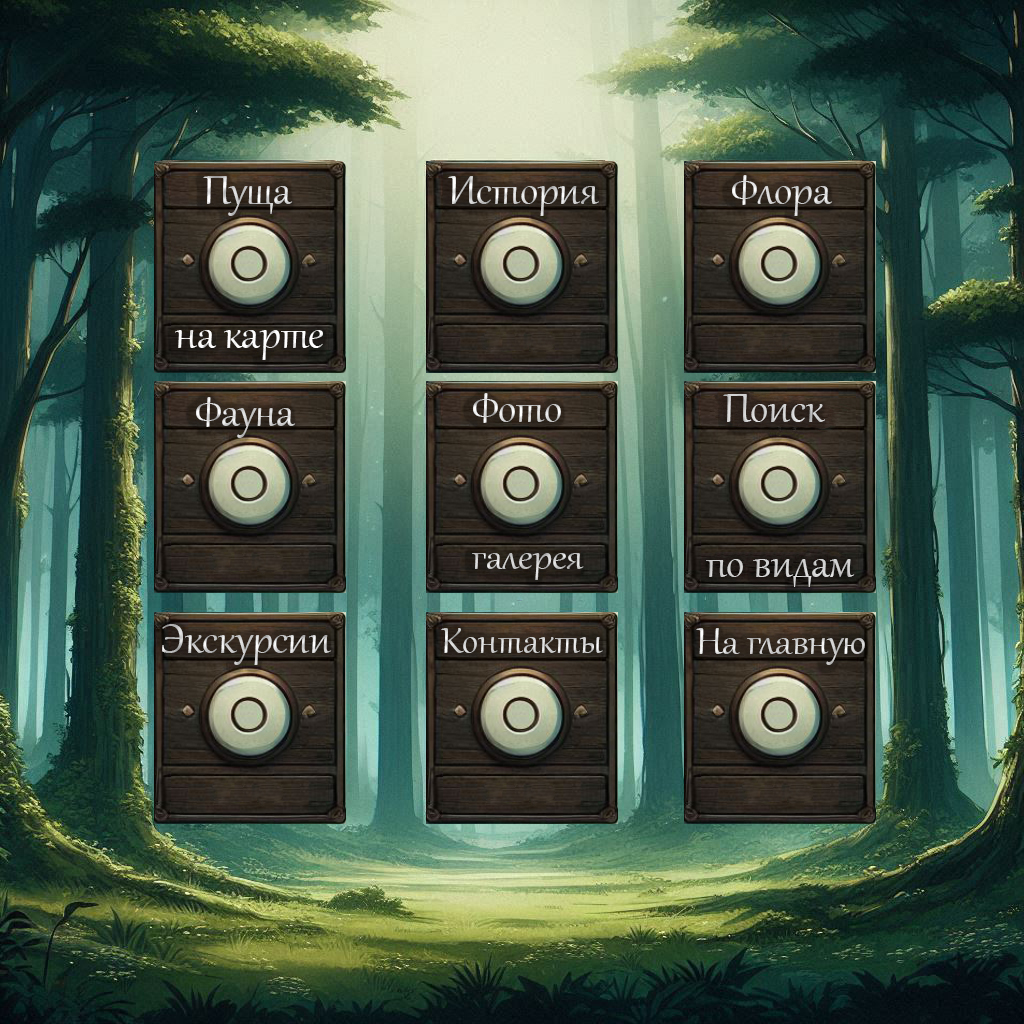 Пуща
на карте
История
Флора
Фауна
Фото
галерея
Поиск
по видам
Экскурсии
Контакты
На главную